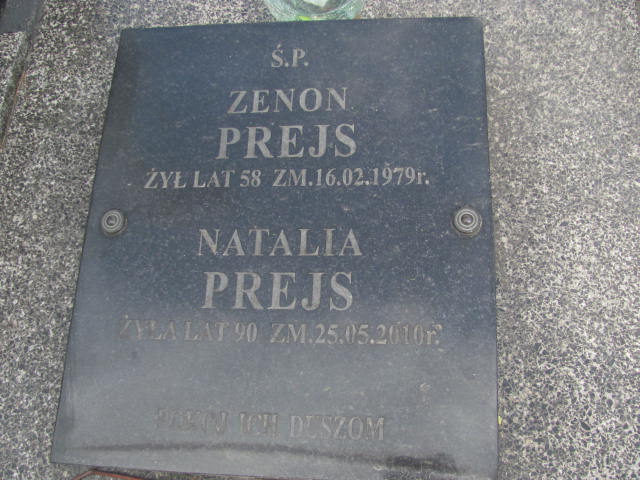 Ś.P.
ZENON
PREJS
ŻYŁ LAT 58 ZM.16.02.1979r.
NATALIA
PREJS
ŻYŁA LAT 90 ZM.25.05.2010r.
POKÓJ ICH DUSZOM